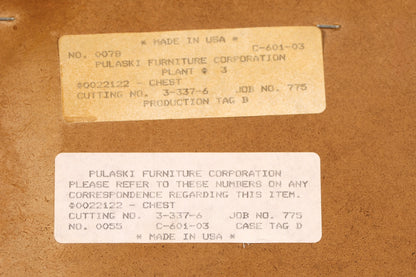 * MADE IN USA *
NO. 0079 C-601-03
PULASKI FURNITURE CORPORATION
PLANT # 3
#0022122 - CHEST
CUTTING NO. 3-337-6 JOB NO. 775
PRODUCTION TAG D
PULASKI FURNITURE CORPORATION
PLEASE REFER TO THESE NUMBERS ON ANY
CORRESPONDENCE REGARDING THIS ITEM.
#0022122 - CHEST
CUTTING NO. 3-337-6 JOB NO. 775
NO. 0055 C-601-03 CASE TAG D
* MADE IN USA *